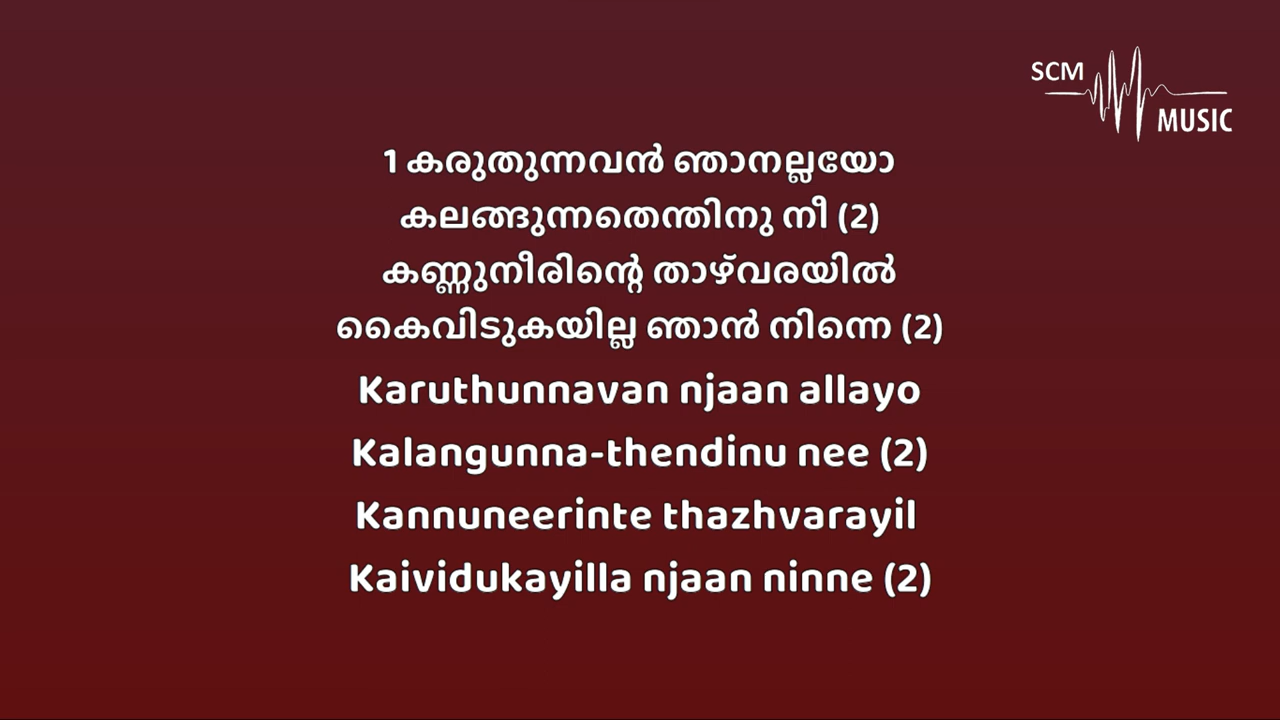 SCM
MUSIC
1 കരുതുന്നവൻ ഞാനല്ലയോ
കലങ്ങുന്നതെന്തിനു നീ (2)
കണ്ണുനീരിന്റെ താഴ്‌വരയിൽ
കൈവിടുകയില്ല ഞാൻ നിന്നെ (2)
Karuthunnavan njaan allayo
Kalangunna-thendinu nee (2)
Kannuneerinte thazhvarayil
Kaividukayilla njaan ninne (2)